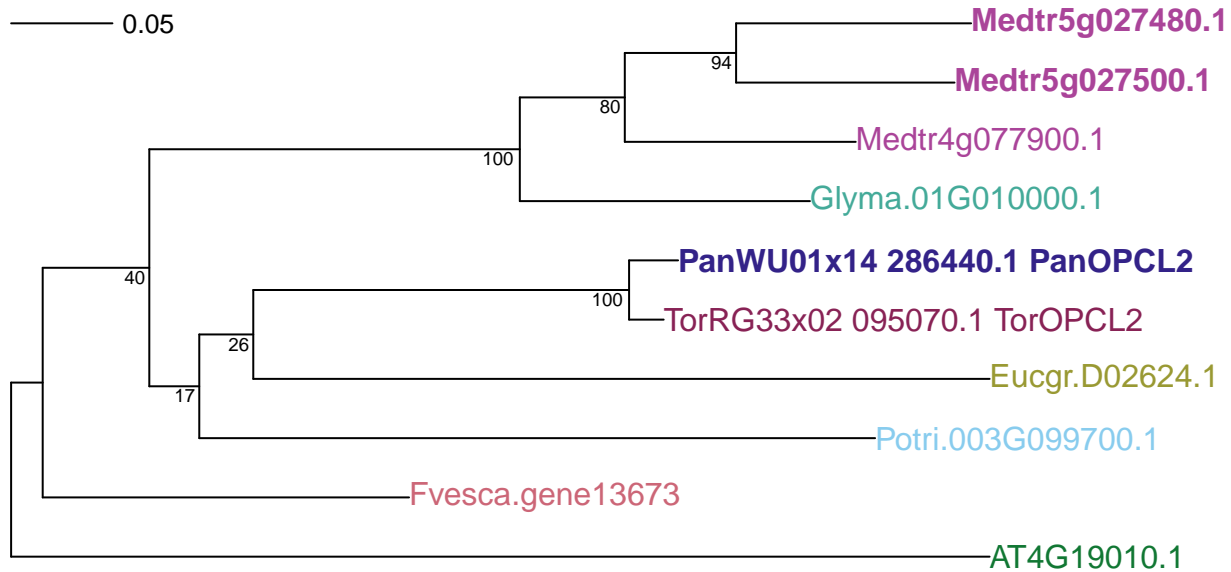 0.05
Medtr5g027480.1
94
Medtr5g027500.1
80
Medtr4g077900.1
100
Glyma.01G010000.1
PanWU01x14 286440.1 PanOPCL2
40
100
TorRG33x02 095070.1 TorOPCL2
26
Eucgr.D02624.1
17
Potri.003G099700.1
Fvesca.gene13673
AT4G19010.1